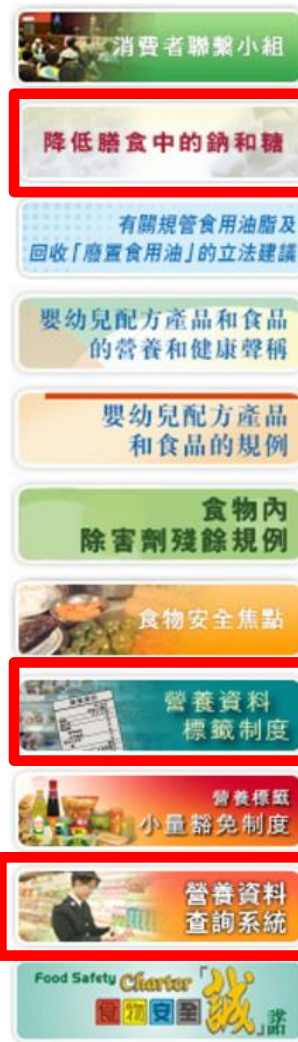 消費者聯繫小組
降低膳食中的鈉和糖
有關規管食用油脂及
回收「廢置食用油」的立法建議
嬰幼兒配方產品和食品
的營養和健康聲稱
嬰幼兒配方產品
和食品的規例
食物內
除害劑殘餘規例
食物安全焦點
營養資料
標籤制度
營養標籤
小量豁免制度
營養資料
查詢系統
Food Safety Charter「誠」諾
食物安全